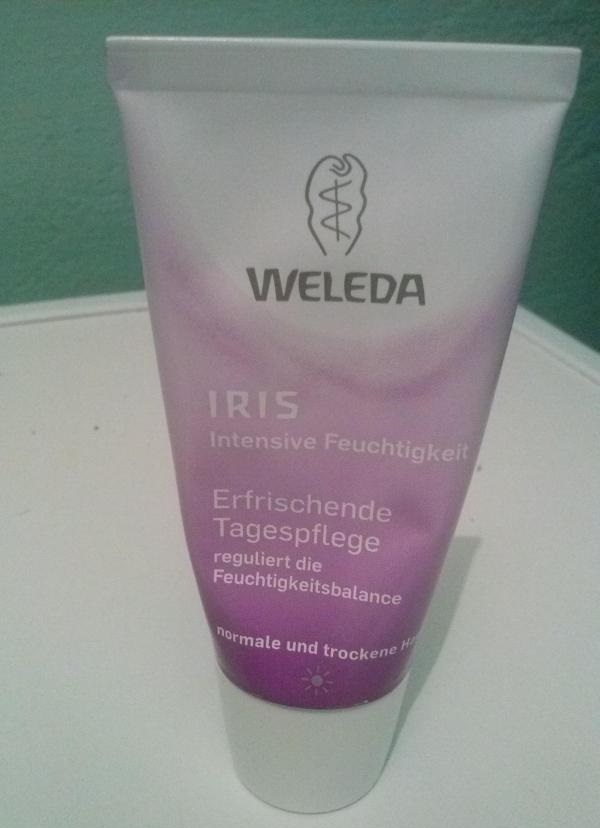 WELEDA
IRIS
Intensive Feuchtigkeit
Erfrischende
Tagespflege
reguliert die
Feuchtigkeitsbalance
normale und trockene